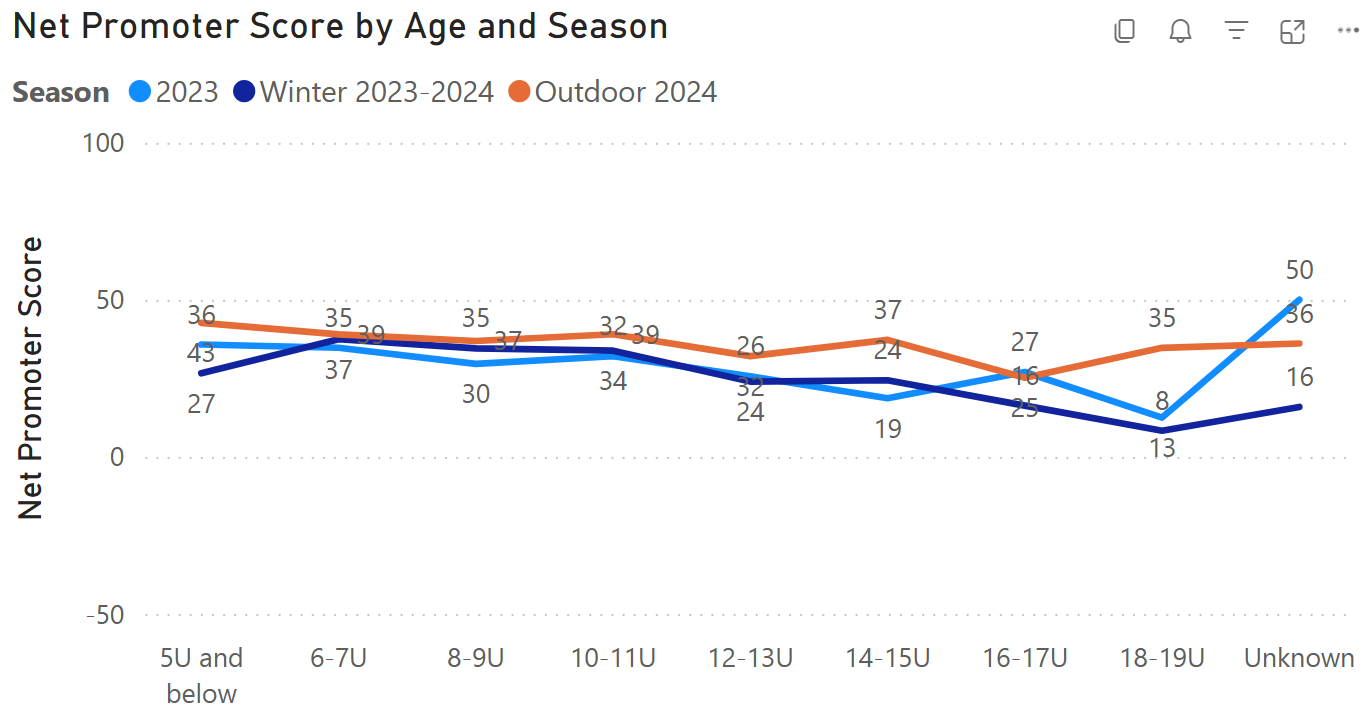 Net Promoter Score by Age and Season
Season 2023 Winter 2023-2024 Outdoor 2024
Net Promoter Score
100
50
0
-50
36
43
27
35
39
37
35
37
30
32
39
34
26
32
24
37
24
19
27
16
25
35
8
13
50
36
16
5U and below
6-7U
8-9U
10-11U
12-13U
14-15U
16-17U
18-19U
Unknown